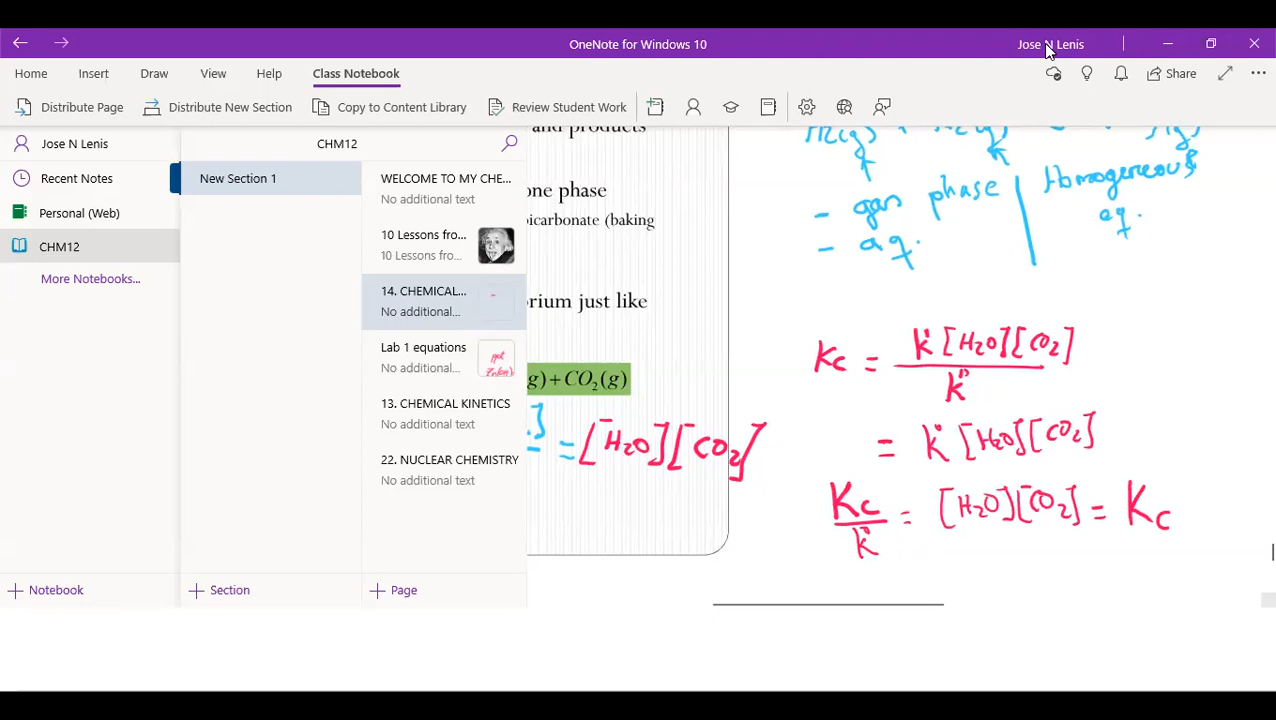 OneNote for Windows 10
Jose N Lenis
Home Insert Draw View Help Class Notebook
Share
Distribute Page Distribute New Section Copy to Content Library Review Student Work
Jose N Lenis
Recent Notes
Personal (Web)
CHM12
More Notebooks...
CHM12
New Section 1
WELCOME TO MY CHE...
No additional text
10 Lessons fro...
10 Lessons fro...
14. CHEMICAL...
No additional...
Lab 1 equations
No additional...
13. CHEMICAL KINETICS
No additional text
22. NUCLEAR CHEMISTRY
No additional text
+ Notebook
+ Section
+ Page
and products
one phase
bicarbonate (baking
rium just like
g) + CO₂(g)
= [H₂O][CO₂]
- gas phase
- aq.
Homogeneous
aq.
Kc = K' [H₂O][CO₂]
K"
= K' [H₂O][CO₂]
Kc = [H₂O][CO₂] = Kc
K"